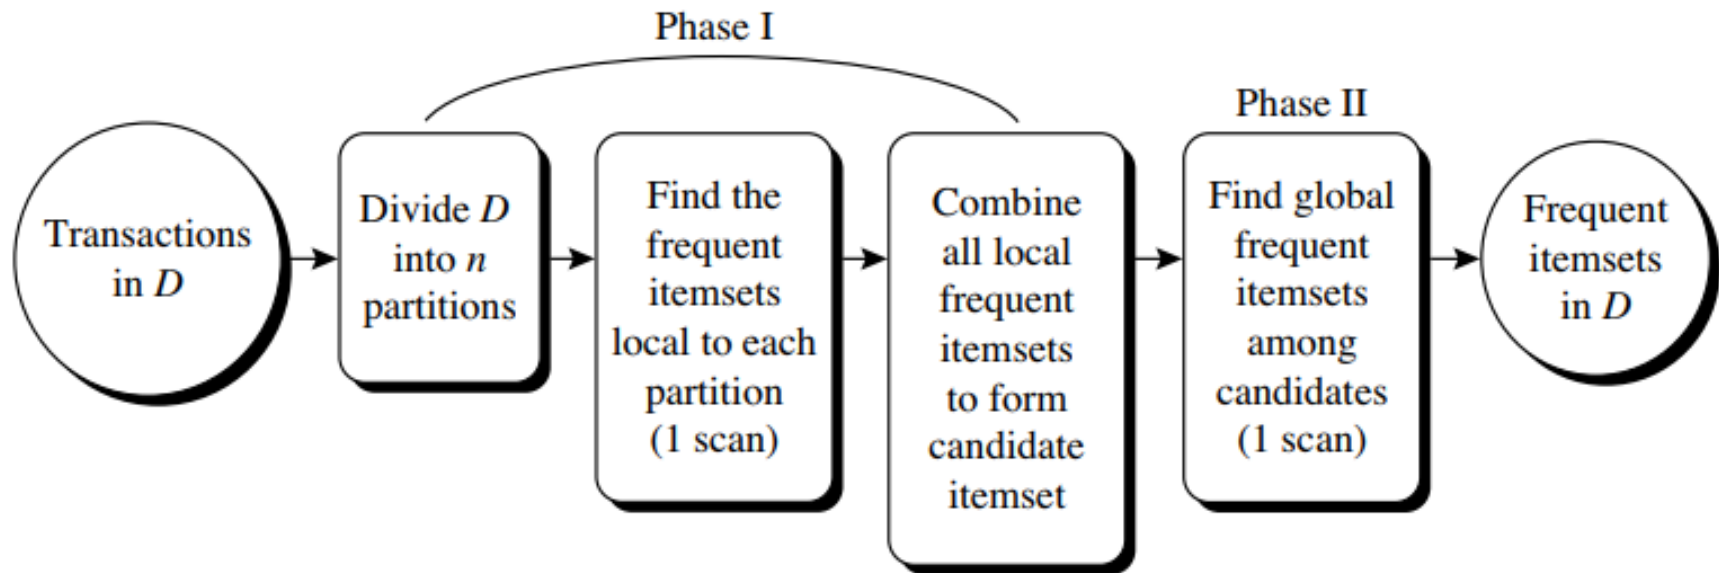 Phase I
Phase II
Transactions
in D
Divide D
into n
partitions
Find the
frequent
itemsets
local to each
partition
(1 scan)
Combine
all local
frequent
itemsets
to form
candidate
itemset
Find global
frequent
itemsets
among
candidates
(1 scan)
Frequent
itemsets
in D